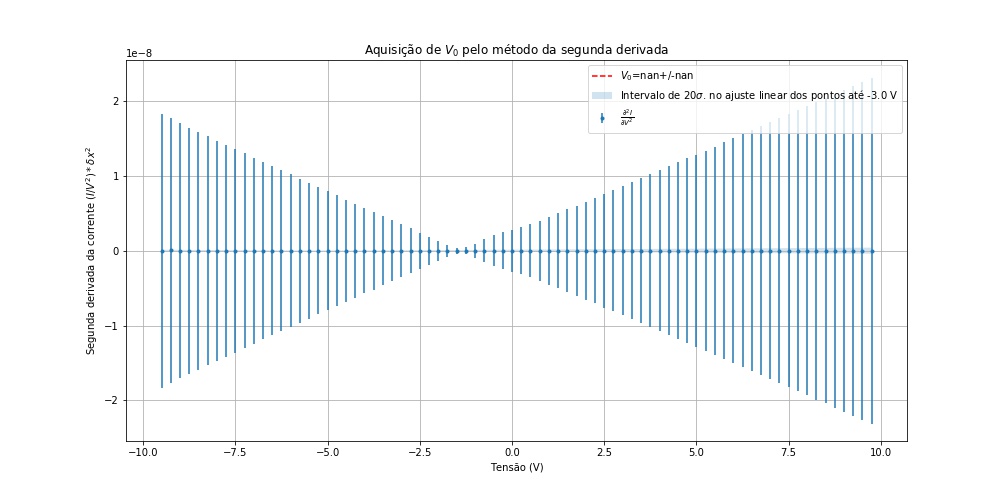 Aquisição de $V_0$ pelo método da segunda derivada
1e−8
V₀=nan+/-nan
Intervalo de 20σ. no ajuste linear dos pontos até -3.0 V
∂²I/∂V²
2
1
0
−1
−2
Segunda derivada da corrente (I/V²) * δx²
−10.0 −7.5 −5.0 −2.5 0.0 2.5 5.0 7.5 10.0
Tensão (V)